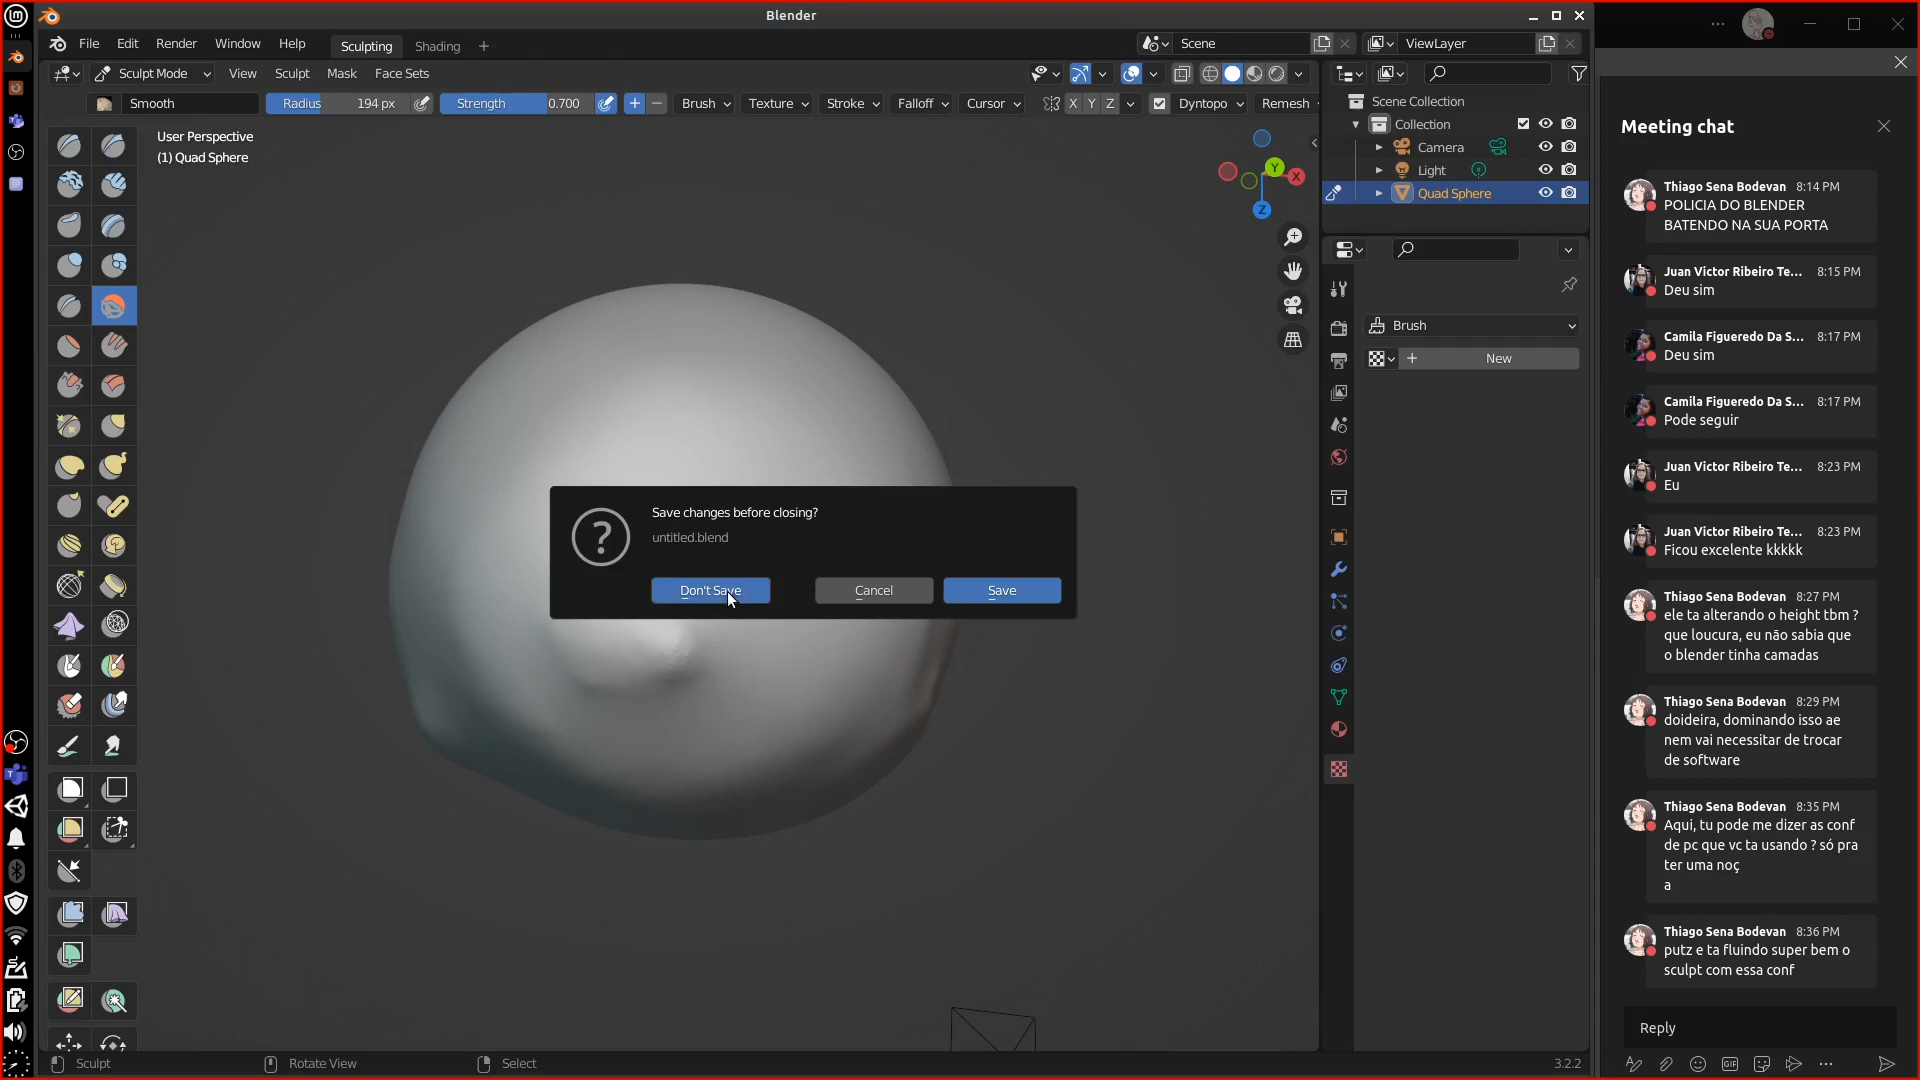 Blender
File Edit Render Window Help Sculpting Shading Scene ViewLayer
Sculpt Mode View Sculpt Mask Face Sets
Smooth Radius 194 px Strength 0.700 Brush Texture Stroke Falloff Cursor X Y Z Dyntopo Remesh
User Perspective
(1) Quad Sphere
Y
X
Z
Save changes before closing?
untitled.blend
Don't Save Cancel Save
Scene Collection
Collection
Camera
Light
Quad Sphere
Brush
New
Sculpt Rotate View Select 3.2.2
Meeting chat
Thiago Sena Bodevan 8:14 PM
POLICIA DO BLENDER
BATENDO NA SUA PORTA
Juan Victor Ribeiro Te... 8:15 PM
Deu sim
Camila Figueredo Da S... 8:17 PM
Deu sim
Camila Figueredo Da S... 8:17 PM
Pode seguir
Juan Victor Ribeiro Te... 8:23 PM
Eu
Juan Victor Ribeiro Te... 8:23 PM
Ficou excelente kkkkk
Thiago Sena Bodevan 8:27 PM
ele ta alterando o height tbm ?
que loucura, eu não sabia que
o blender tinha camadas
Thiago Sena Bodevan 8:29 PM
doideira, dominando isso ae
nem vai necessitar de trocar
de software
Thiago Sena Bodevan 8:35 PM
Aqui, tu pode me dizer as conf
de pc que vc ta usando ? só pra
ter uma noç
a
Thiago Sena Bodevan 8:36 PM
putz e ta fluindo super bem o
sculpt com essa conf
Reply
GIF